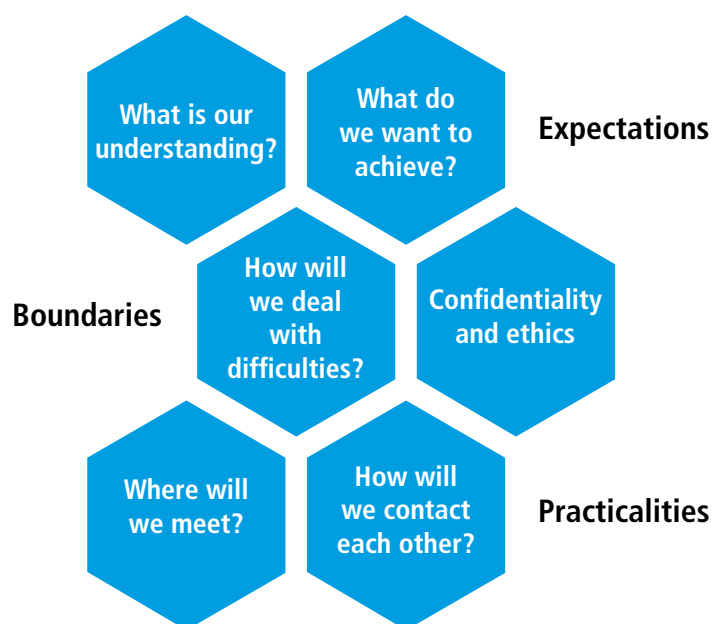 What is our
understanding?
What do
we want to
achieve?
Expectations
Boundaries
How will
we deal
with
difficulties?
Confidentiality
and ethics
Where will
we meet?
How will
we contact
each other?
Practicalities